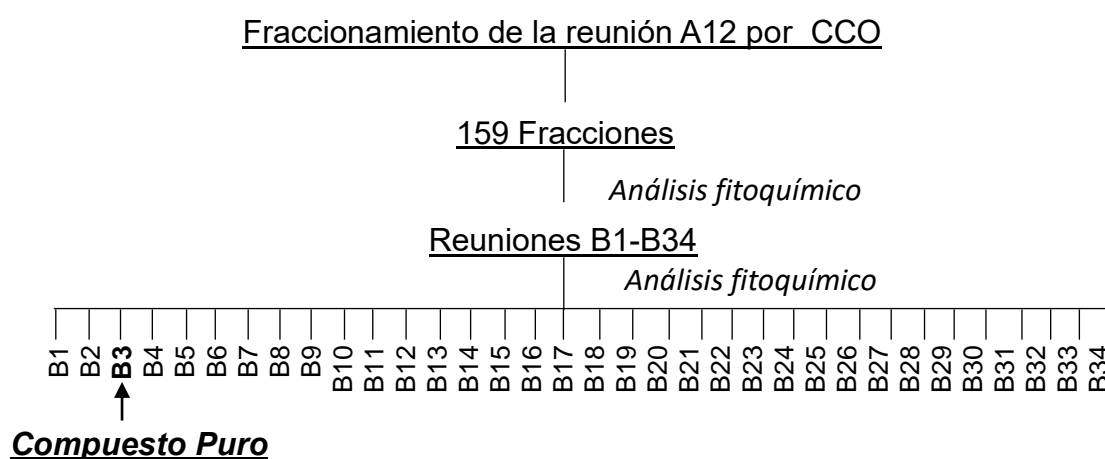 Fraccionamiento de la reunión A12 por CCO
159 Fracciones
Análisis fitoquímico
Reuniones B1-B34
Análisis fitoquímico
B1
B2
B3
B4
B5
B6
B7
B8
B9
B10
B11
B12
B13
B14
B15
B16
B17
B18
B19
B20
B21
B22
B23
B24
B25
B26
B27
B28
B29
B30
B31
B32
B33
B34
Compuesto Puro